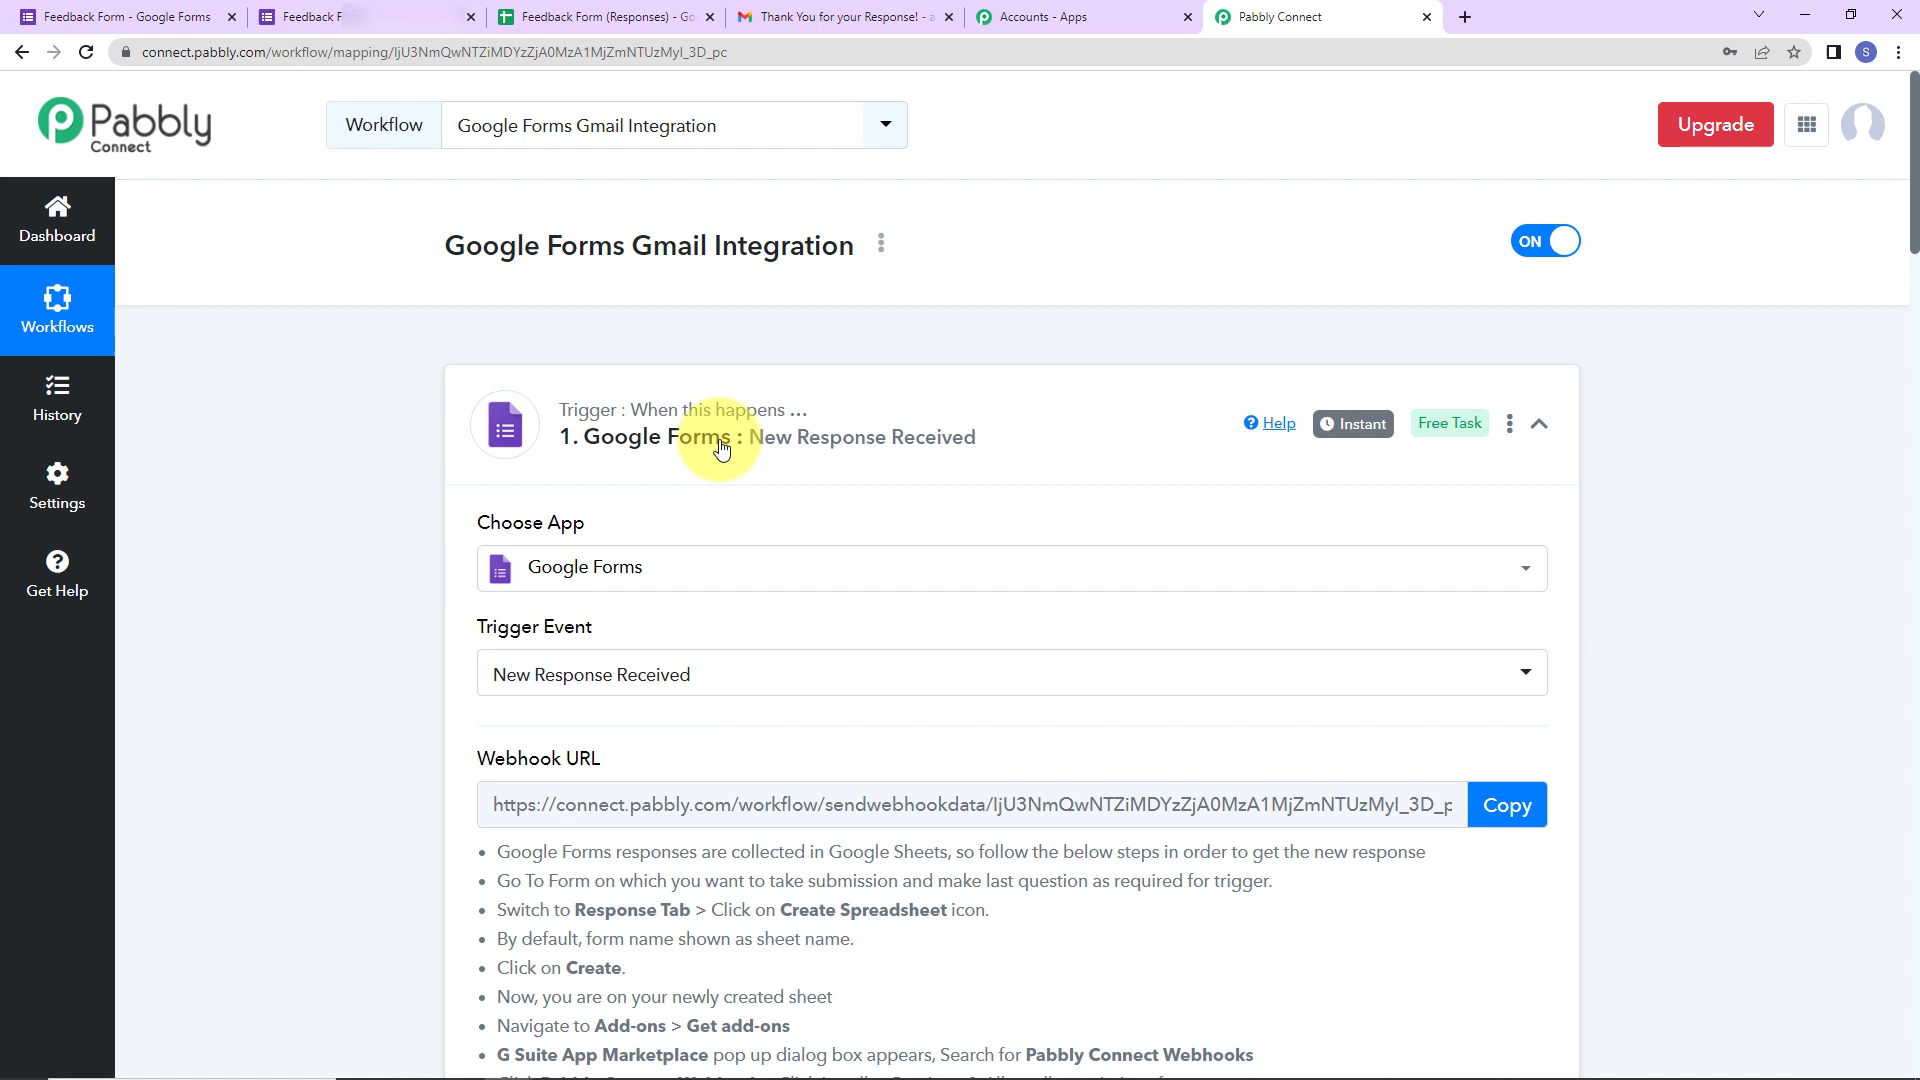 Feedback Form - Google Forms
Feedback F
Feedback Form (Responses) - Go
Thank You for your Response! - a
Accounts - Apps
Pabbly Connect
connect.pabbly.com/workflow/mapping/IjU3NmQwNTZiMDYzZjA0MzA1MjZmNTUzMyI_3D_pc
S
Pabbly
Connect
Workflow
Google Forms Gmail Integration
Upgrade
Dashboard
Workflows
History
Settings
Get Help
Google Forms Gmail Integration
ON
Trigger : When this happens ...
1. Google Forms : New Response Received
Help
Instant
Free Task
Choose App
Google Forms
Trigger Event
New Response Received
Webhook URL
https://connect.pabbly.com/workflow/sendwebhookdata/IjU3NmQwNTZiMDYzZjA0MzA1MjZmNTUzMyI_3D_p
Copy
• Google Forms responses are collected in Google Sheets, so follow the below steps in order to get the new response
• Go To Form on which you want to take submission and make last question as required for trigger.
• Switch to Response Tab > Click on Create Spreadsheet icon.
• By default, form name shown as sheet name.
• Click on Create.
• Now, you are on your newly created sheet
• Navigate to Add-ons > Get add-ons
• G Suite App Marketplace pop up dialog box appears, Search for Pabbly Connect Webhooks